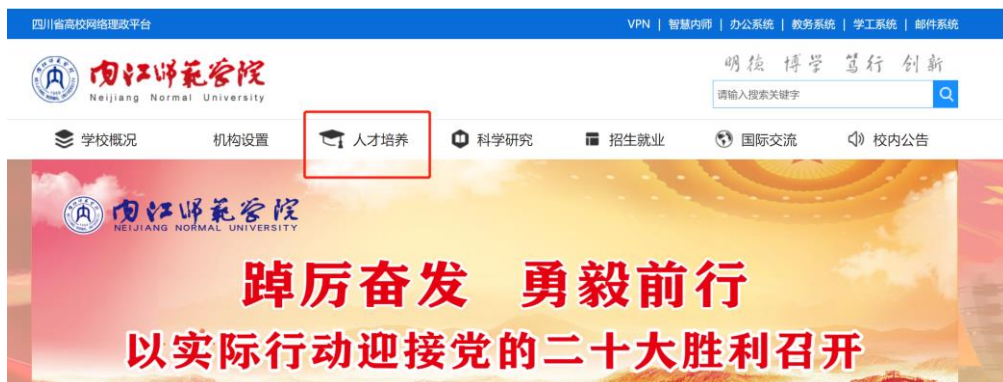 四川省高校网络理政平台
VPN | 智慧内师 | 办公系统 | 教务系统 | 学工系统 | 邮件系统
内江师范学院
Neijiang Normal University
明德 博学 笃行 创新
请输入搜索关键字
学校概况 机构设置 人才培养 科学研究 招生就业 国际交流 校内公告
内江师范学院
NEIJIANG NORMAL UNIVERSITY
踔厉奋发 勇毅前行
以实际行动迎接党的二十大胜利召开